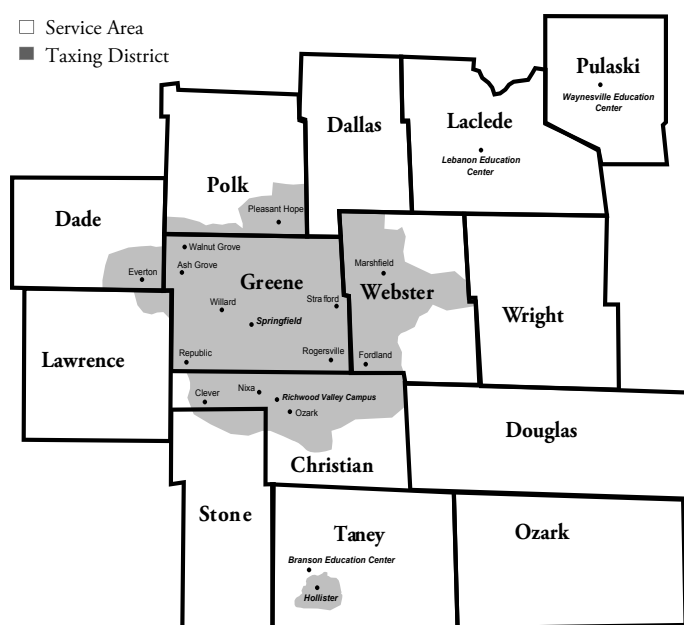 Service Area
Taxing District
Pulaski
Waynesville Education
Center
Dallas
Laclede
Lebanon Education
Center
Polk
Pleasant Hope
Dade
Walnut Grove
Ash Grove
Everton
Greene
Marshfield
Webster
Willard
Strafford
Springfield
Wright
Lawrence
Republic
Rogersville
Fordland
Clever
Nixa
Richwood Valley Campus
Ozark
Douglas
Christian
Stone
Taney
Ozark
Branson Education Center
Hollister